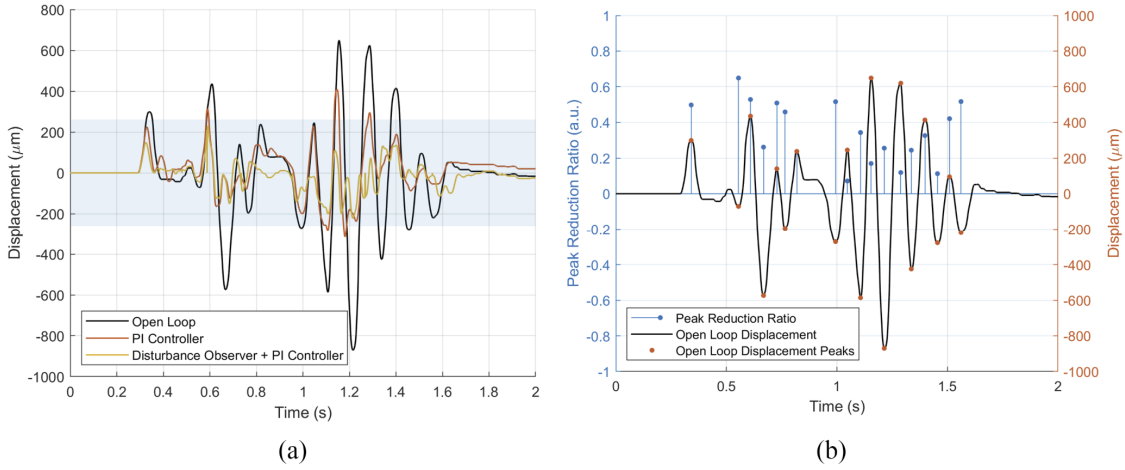 800
600
400
200
0
-200
-400
-600
-800
-1000
Displacement (μm)
Open Loop
PI Controller
Disturbance Observer + PI Controller
0 0.2 0.4 0.6 0.8 1 1.2 1.4 1.6 1.8 2
Time (s)
(a)
1
0.8
0.6
0.4
0.2
0
-0.2
-0.4
-0.6
-0.8
-1
Peak Reduction Ratio (a.u.)
Peak Reduction Ratio
Open Loop Displacement
Open Loop Displacement Peaks
0 0.5 1 1.5 2
Time (s)
1000
800
600
400
200
0
-200
-400
-600
-800
-1000
Displacement (μm)
(b)